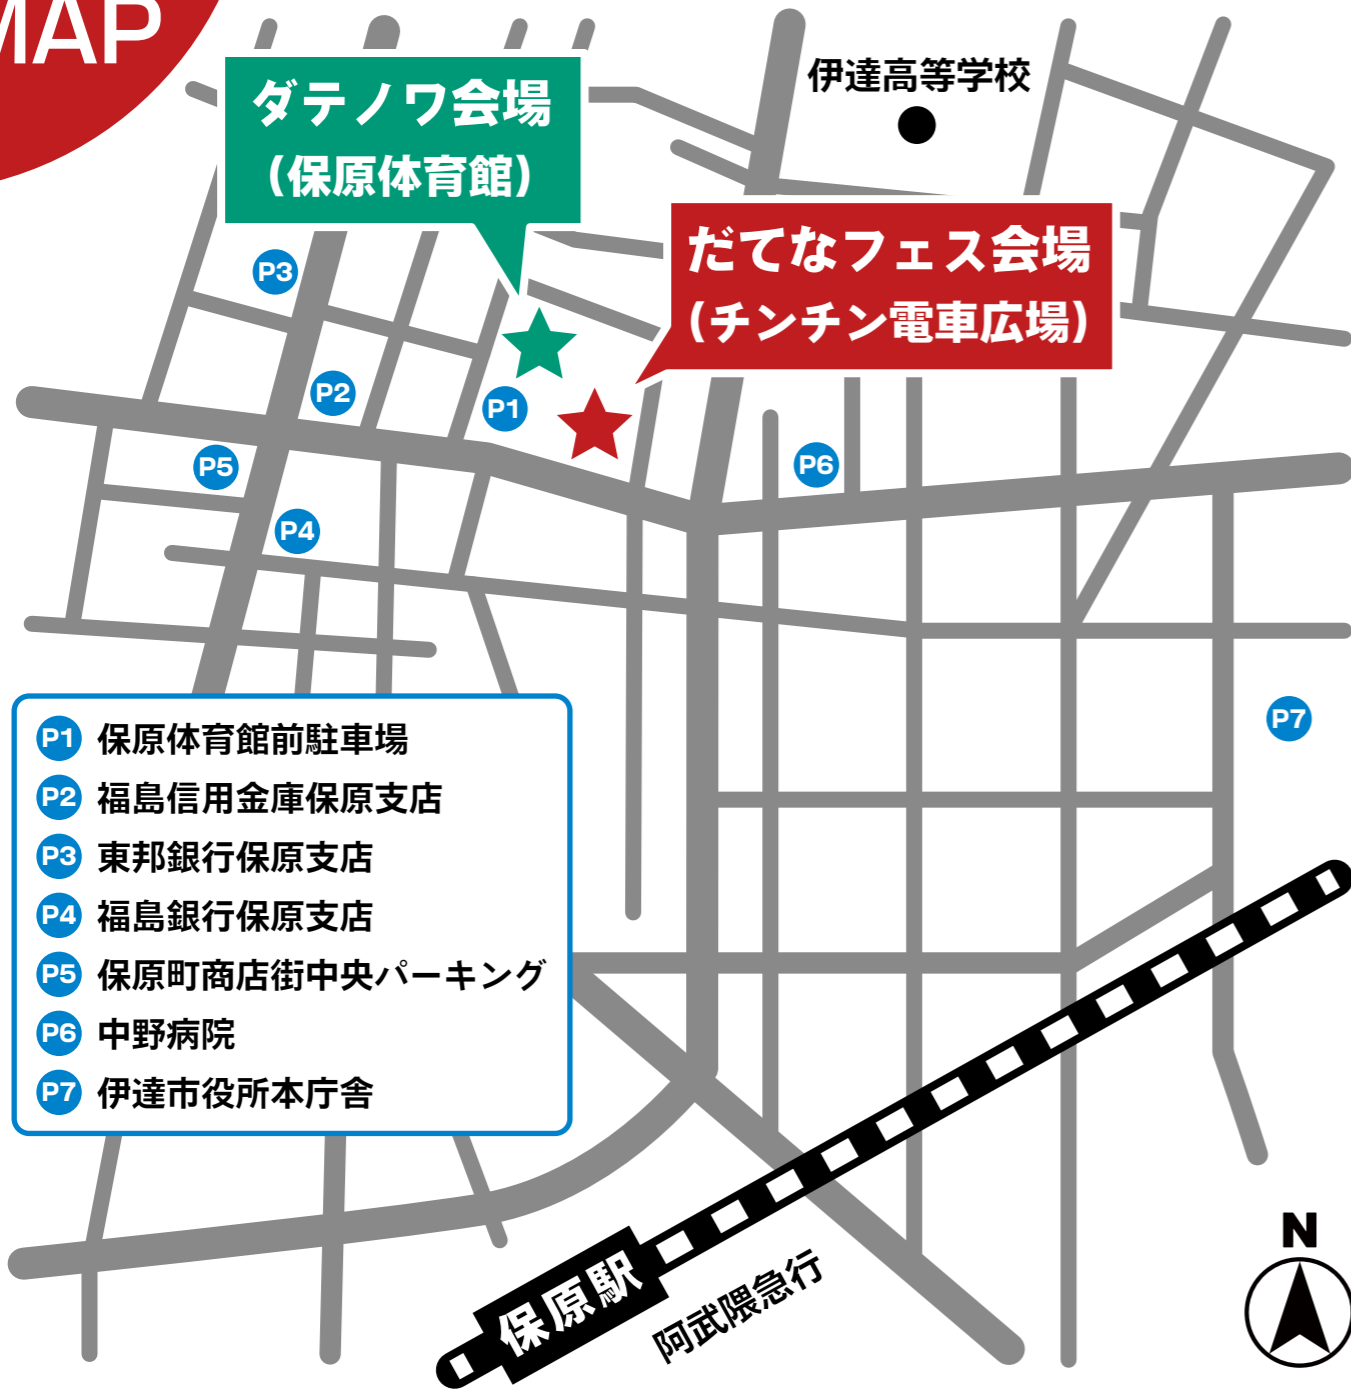 MAP
伊達高等学校
ダテノワ会場
(保原体育館)
だてなフェス会場
(チンチン電車広場)
P3
P2
P1
P5
P6
P4
P7
P1 保原体育館前駐車場
P2 福島信用金庫保原支店
P3 東邦銀行保原支店
P4 福島銀行保原支店
P5 保原町商店街中央パーキング
P6 中野病院
P7 伊達市役所本庁舎
保原駅
阿武隈急行
N